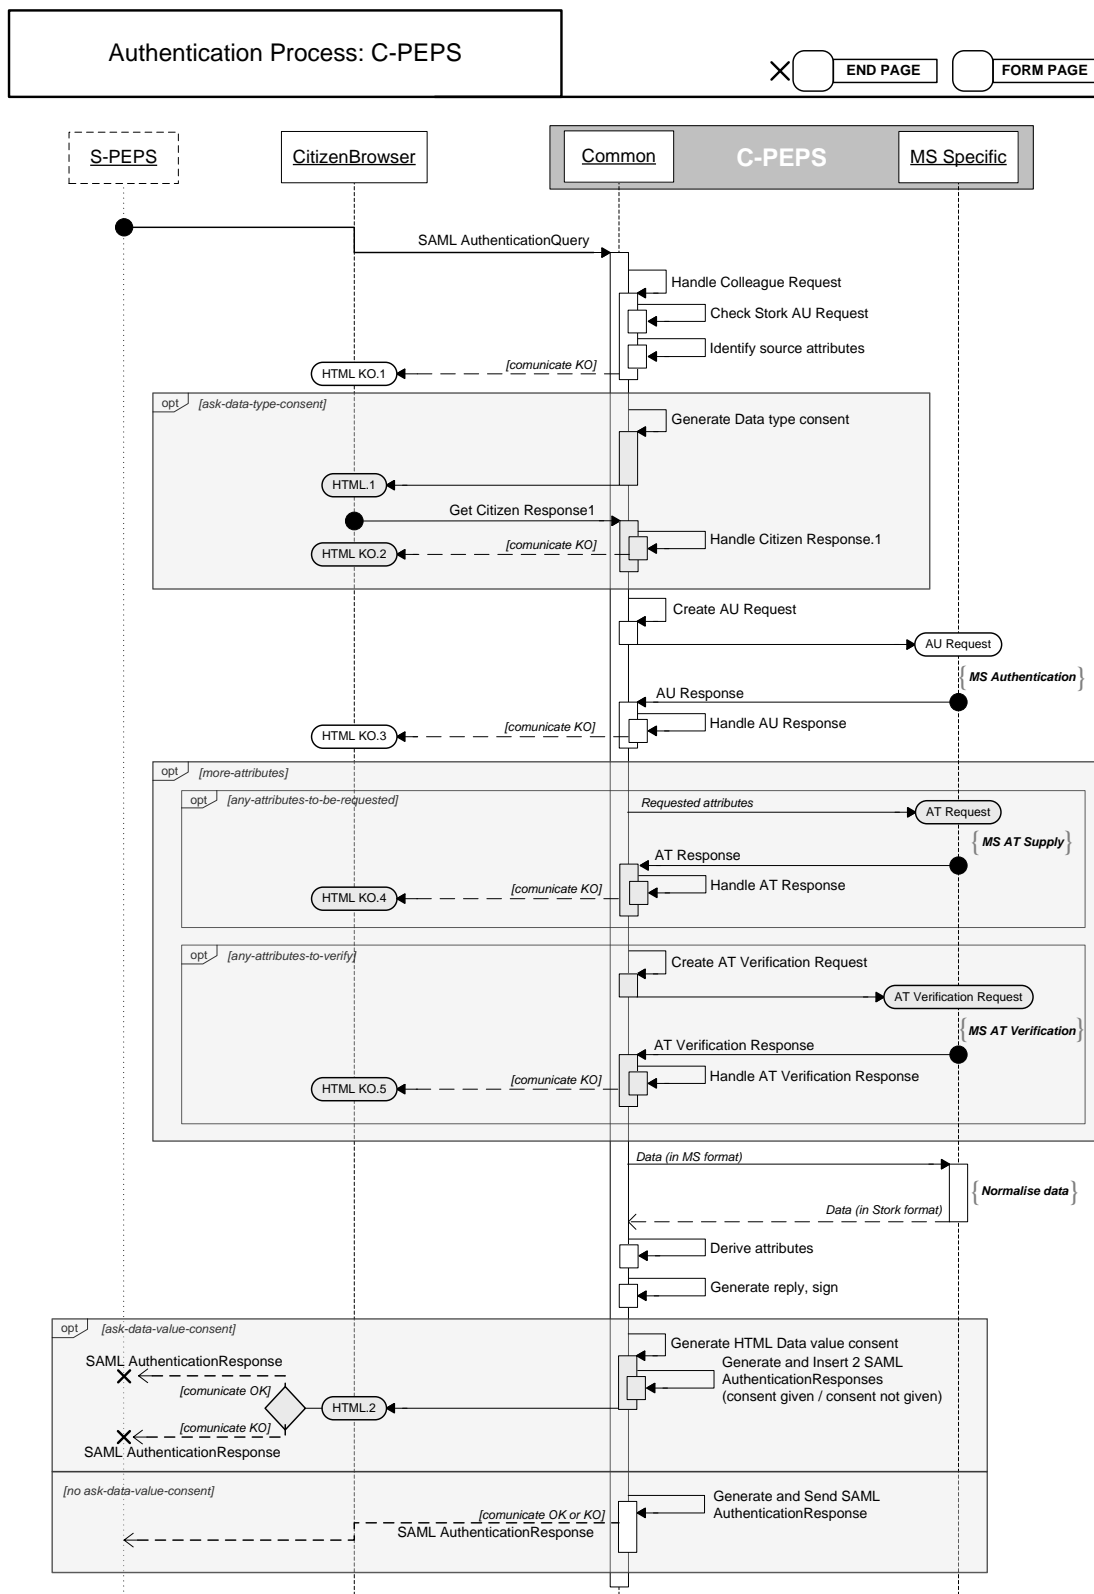 Authentication Process: C-PEPS
END PAGE
FORM PAGE
S-PEPS
CitizenBrowser
Common
C-PEPS
MS Specific
SAML AuthenticationQuery
Handle Colleague Request
Check Stork AU Request
Identify source attributes
[comunicate KO]
HTML KO.1
opt
[ask-data-type-consent]
Generate Data type consent
HTML.1
Get Citizen Response1
Handle Citizen Response.1
[comunicate KO]
HTML KO.2
Create AU Request
AU Request
{ MS Authentication }
AU Response
Handle AU Response
[comunicate KO]
HTML KO.3
opt
[more-attributes]
opt
[any-attributes-to-be-requested]
Requested attributes
AT Request
{ MS AT Supply }
AT Response
Handle AT Response
[comunicate KO]
HTML KO.4
opt
[any-attributes-to-verify]
Create AT Verification Request
AT Verification Request
{ MS AT Verification }
AT Verification Response
Handle AT Verification Response
[comunicate KO]
HTML KO.5
Data (in MS format)
{ Normalise data }
Data (in Stork format)
Derive attributes
Generate reply, sign
opt
[ask-data-value-consent]
Generate HTML Data value consent
SAML AuthenticationResponse
Generate and Insert 2 SAML
AuthenticationResponses
(consent given / consent not given)
[comunicate OK]
HTML.2
[comunicate KO]
SAML AuthenticationResponse
[no ask-data-value-consent]
Generate and Send SAML
AuthenticationResponse
[comunicate OK or KO]
SAML AuthenticationResponse